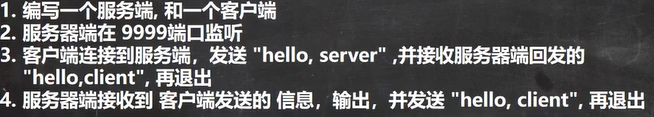 1. 编写一个服务端, 和一个客户端
2. 服务器端在 9999端口监听
3. 客户端连接到服务端，发送 "hello, server" ,并接收服务器端回发的
"hello,client", 再退出
4. 服务器端接收到 客户端发送的 信息，输出，并发送 "hello, client", 再退出